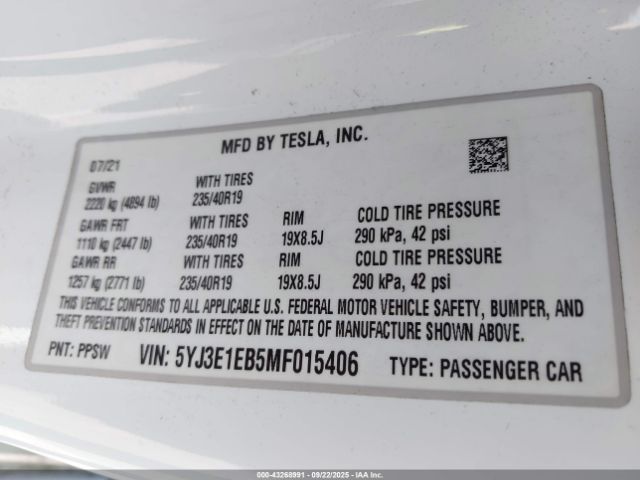 MFD BY TESLA, INC.
07/21
GVWR WITH TIRES
2220 kg (4894 lb) 235/40R19
GAWR FRT WITH TIRES RIM COLD TIRE PRESSURE
1110 kg (2447 lb) 235/40R19 19X8.5J 290 kPa, 42 psi
GAWR RR WITH TIRES RIM COLD TIRE PRESSURE
1257 kg (2771 lb) 235/40R19 19X8.5J 290 kPa, 42 psi
THIS VEHICLE CONFORMS TO ALL APPLICABLE U.S. FEDERAL MOTOR VEHICLE SAFETY, BUMPER, AND
THEFT PREVENTION STANDARDS IN EFFECT ON THE DATE OF MANUFACTURE SHOWN ABOVE.
PNT: PPSW VIN: 5YJ3E1EB5MF015406 TYPE: PASSENGER CAR
000-43268991 - 09/22/2025 - IAAI.COM